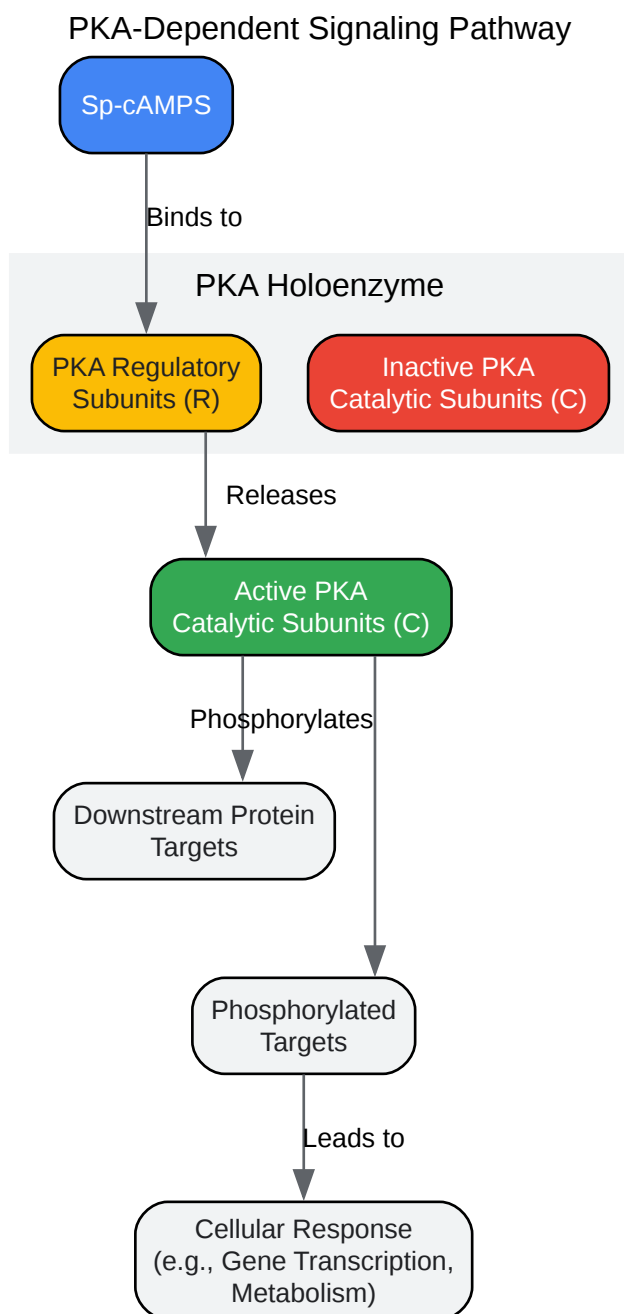 PKA-Dependent Signaling Pathway
Sp-cAMPS
Binds to
PKA Holoenzyme
PKA Regulatory
Subunits (R)
Inactive PKA
Catalytic Subunits (C)
Releases
Active PKA
Catalytic Subunits (C)
Phosphorylates
Downstream Protein
Targets
Phosphorylated
Targets
Leads to
Cellular Response
(e.g., Gene Transcription,
Metabolism)